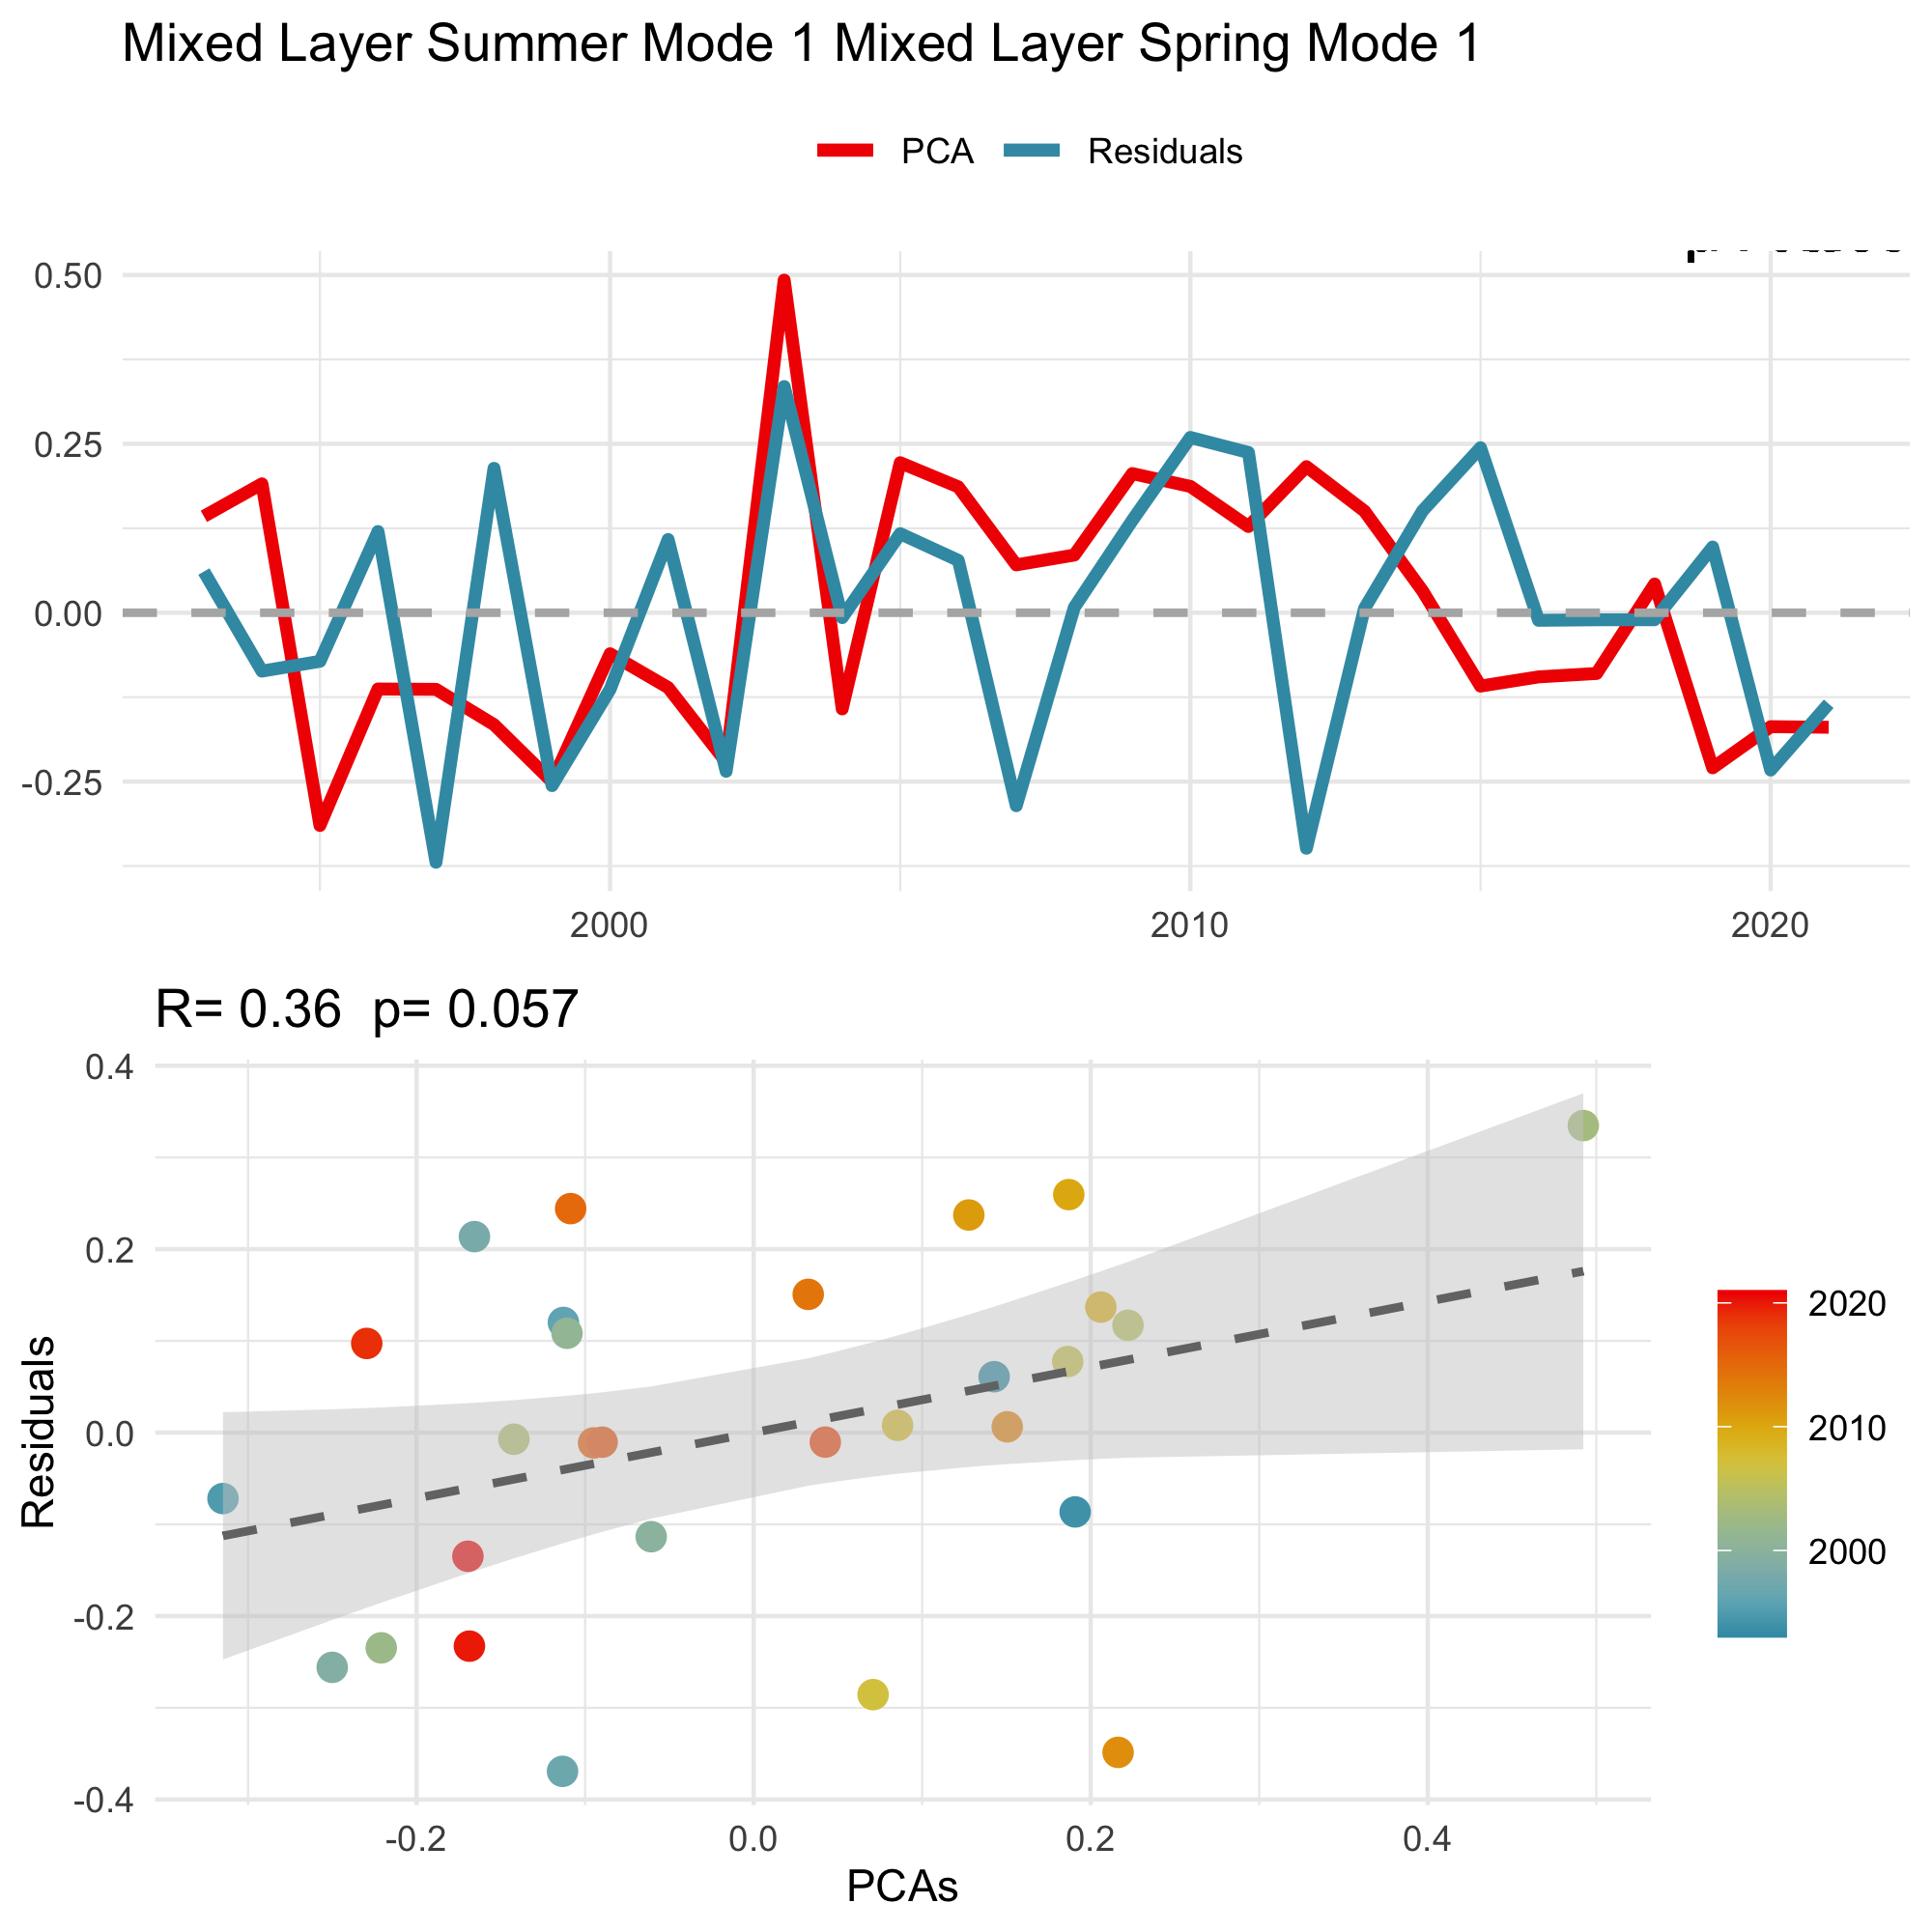 Mixed Layer Summer Mode 1 Mixed Layer Spring Mode 1
PCA Residuals
0.50
0.25
0.00
-0.25
2000 2010 2020
R= 0.36 p= 0.057
0.4
0.2
0.0
-0.2
-0.4
Residuals
-0.2 0.0 0.2 0.4
PCAs
2020
2010
2000